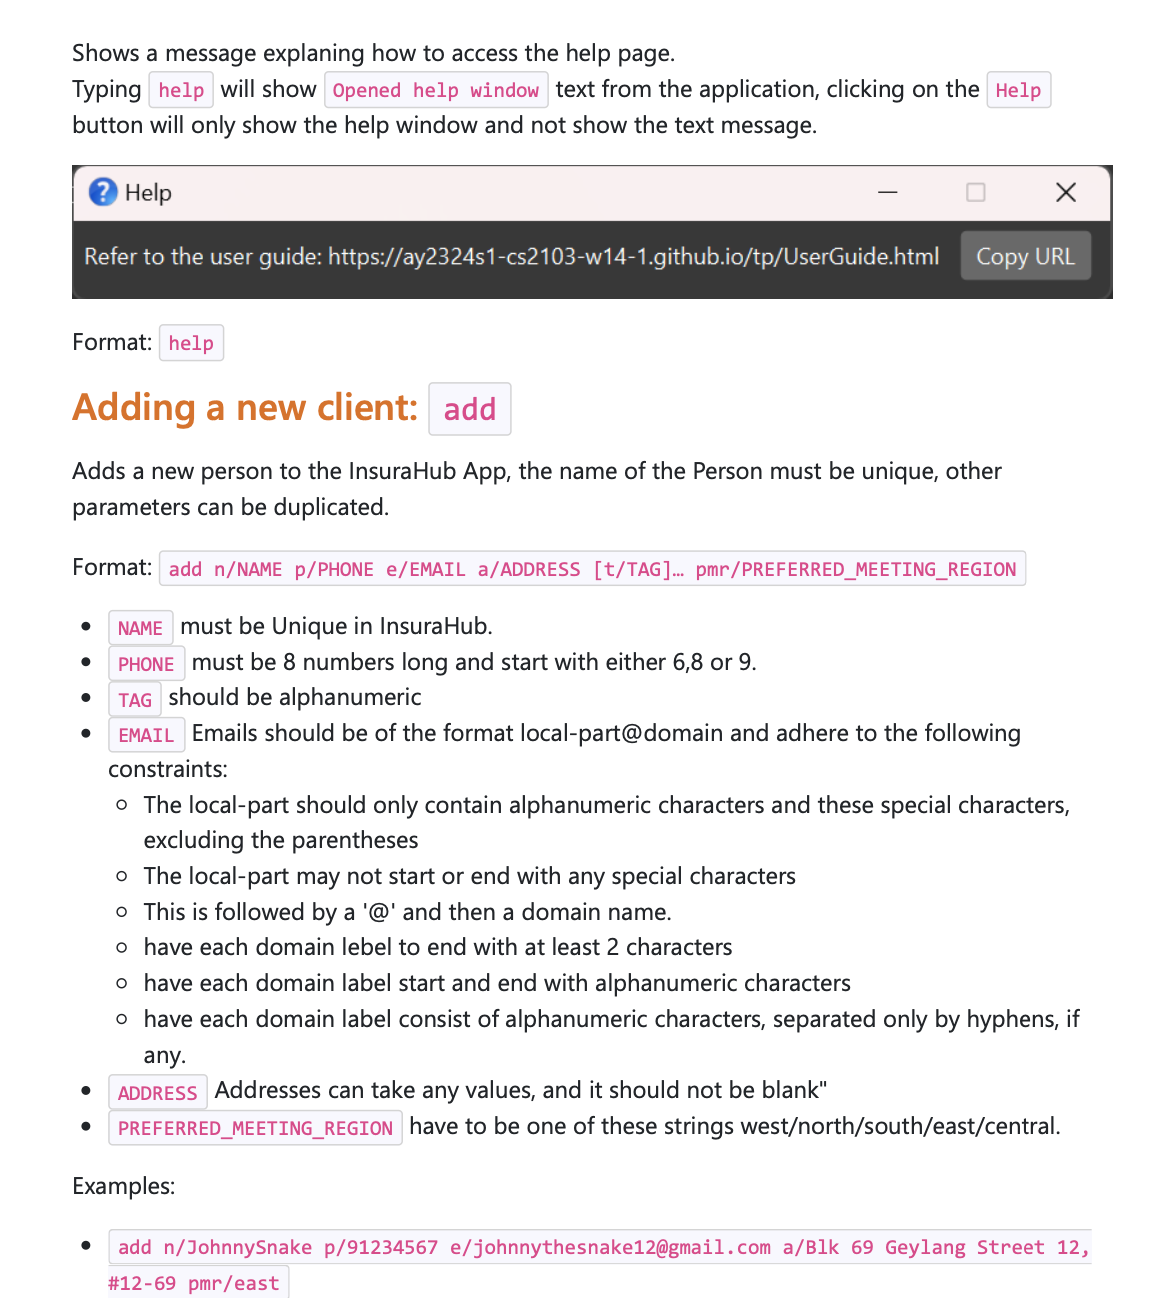 Shows a message explaning how to access the help page.
Typing help will show Opened help window text from the application, clicking on the Help
button will only show the help window and not show the text message.
Help
Refer to the user guide: https://ay2324s1-cs2103-w14-1.github.io/tp/UserGuide.html Copy URL
Format: help
Adding a new client: add
Adds a new person to the InsuraHub App, the name of the Person must be unique, other
parameters can be duplicated.
Format: add n/NAME p/PHONE e/EMAIL a/ADDRESS [t/TAG]… pmr/PREFERRED_MEETING_REGION
• NAME must be Unique in InsuraHub.
• PHONE must be 8 numbers long and start with either 6,8 or 9.
• TAG should be alphanumeric
• EMAIL Emails should be of the format local-part@domain and adhere to the following
constraints:
◦ The local-part should only contain alphanumeric characters and these special characters,
excluding the parentheses
◦ The local-part may not start or end with any special characters
◦ This is followed by a '@' and then a domain name.
◦ have each domain lebel to end with at least 2 characters
◦ have each domain label start and end with alphanumeric characters
◦ have each domain label consist of alphanumeric characters, separated only by hyphens, if
any.
• ADDRESS Addresses can take any values, and it should not be blank"
• PREFERRED_MEETING_REGION have to be one of these strings west/north/south/east/central.
Examples:
• add n/JohnnySnake p/91234567 e/johnnythesnake12@gmail.com a/Blk 69 Geylang Street 12,
#12-69 pmr/east